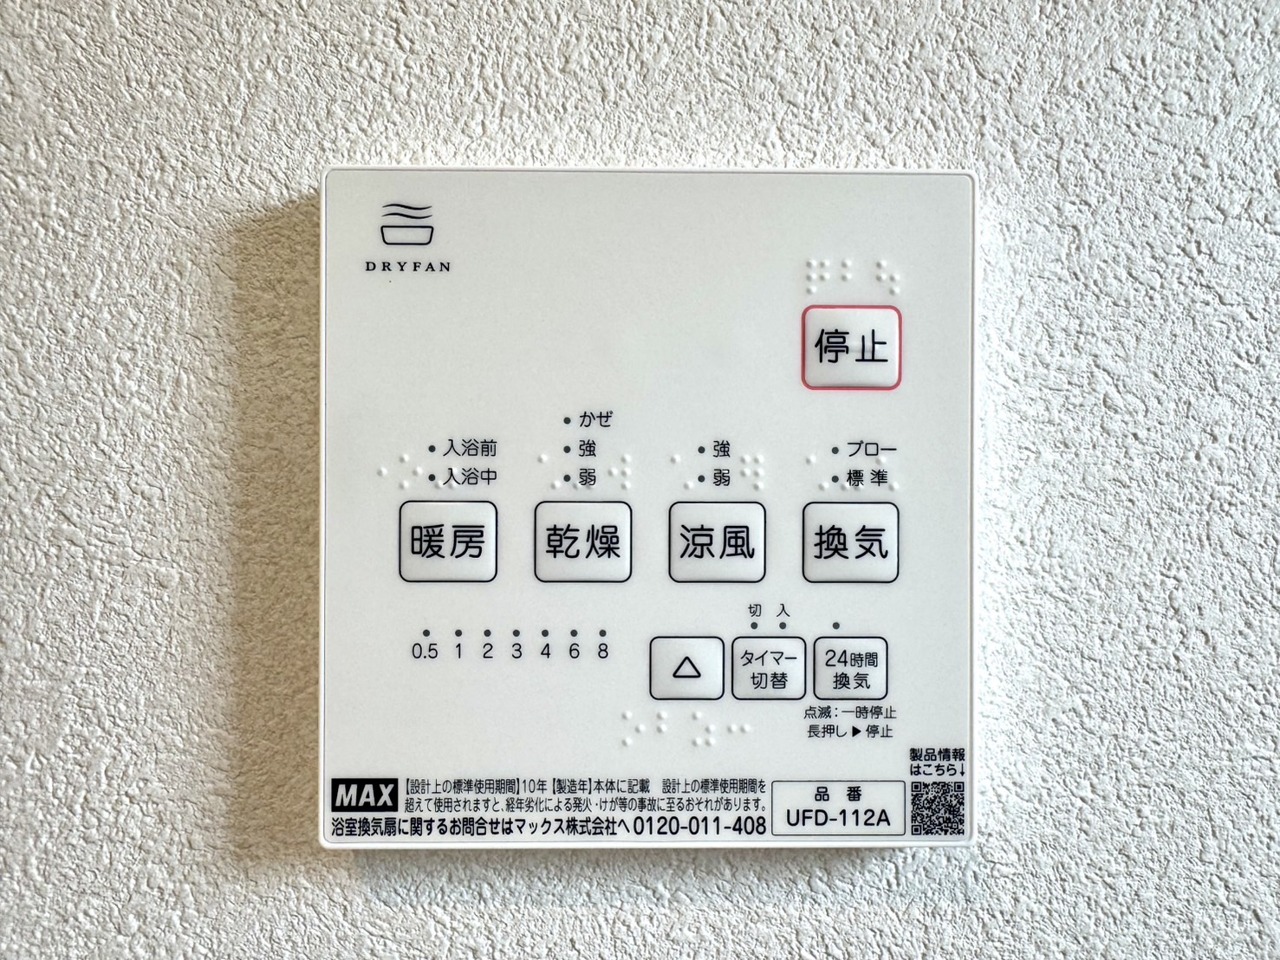 DRYFAN
停止
かぜ
入浴前
強
強
ブロー
入浴中
弱
弱
標準
暖房
乾燥
涼風
換気
切 入
0.5 1 2 3 4 6 8
△
タイマー
切替
24時間
換気
点滅:一時停止
長押し▶停止
製品情報
はこちら↓
MAX
【設計上の標準使用期間】10年【製造年】本体に記載 設計上の標準使用期間を
超えて使用されますと、経年劣化による発火・けが等の事故に至るおそれがあります。
浴室換気扇に関するお問合せはマックス株式会社へ 0120-011-408
品番
UFD-112A